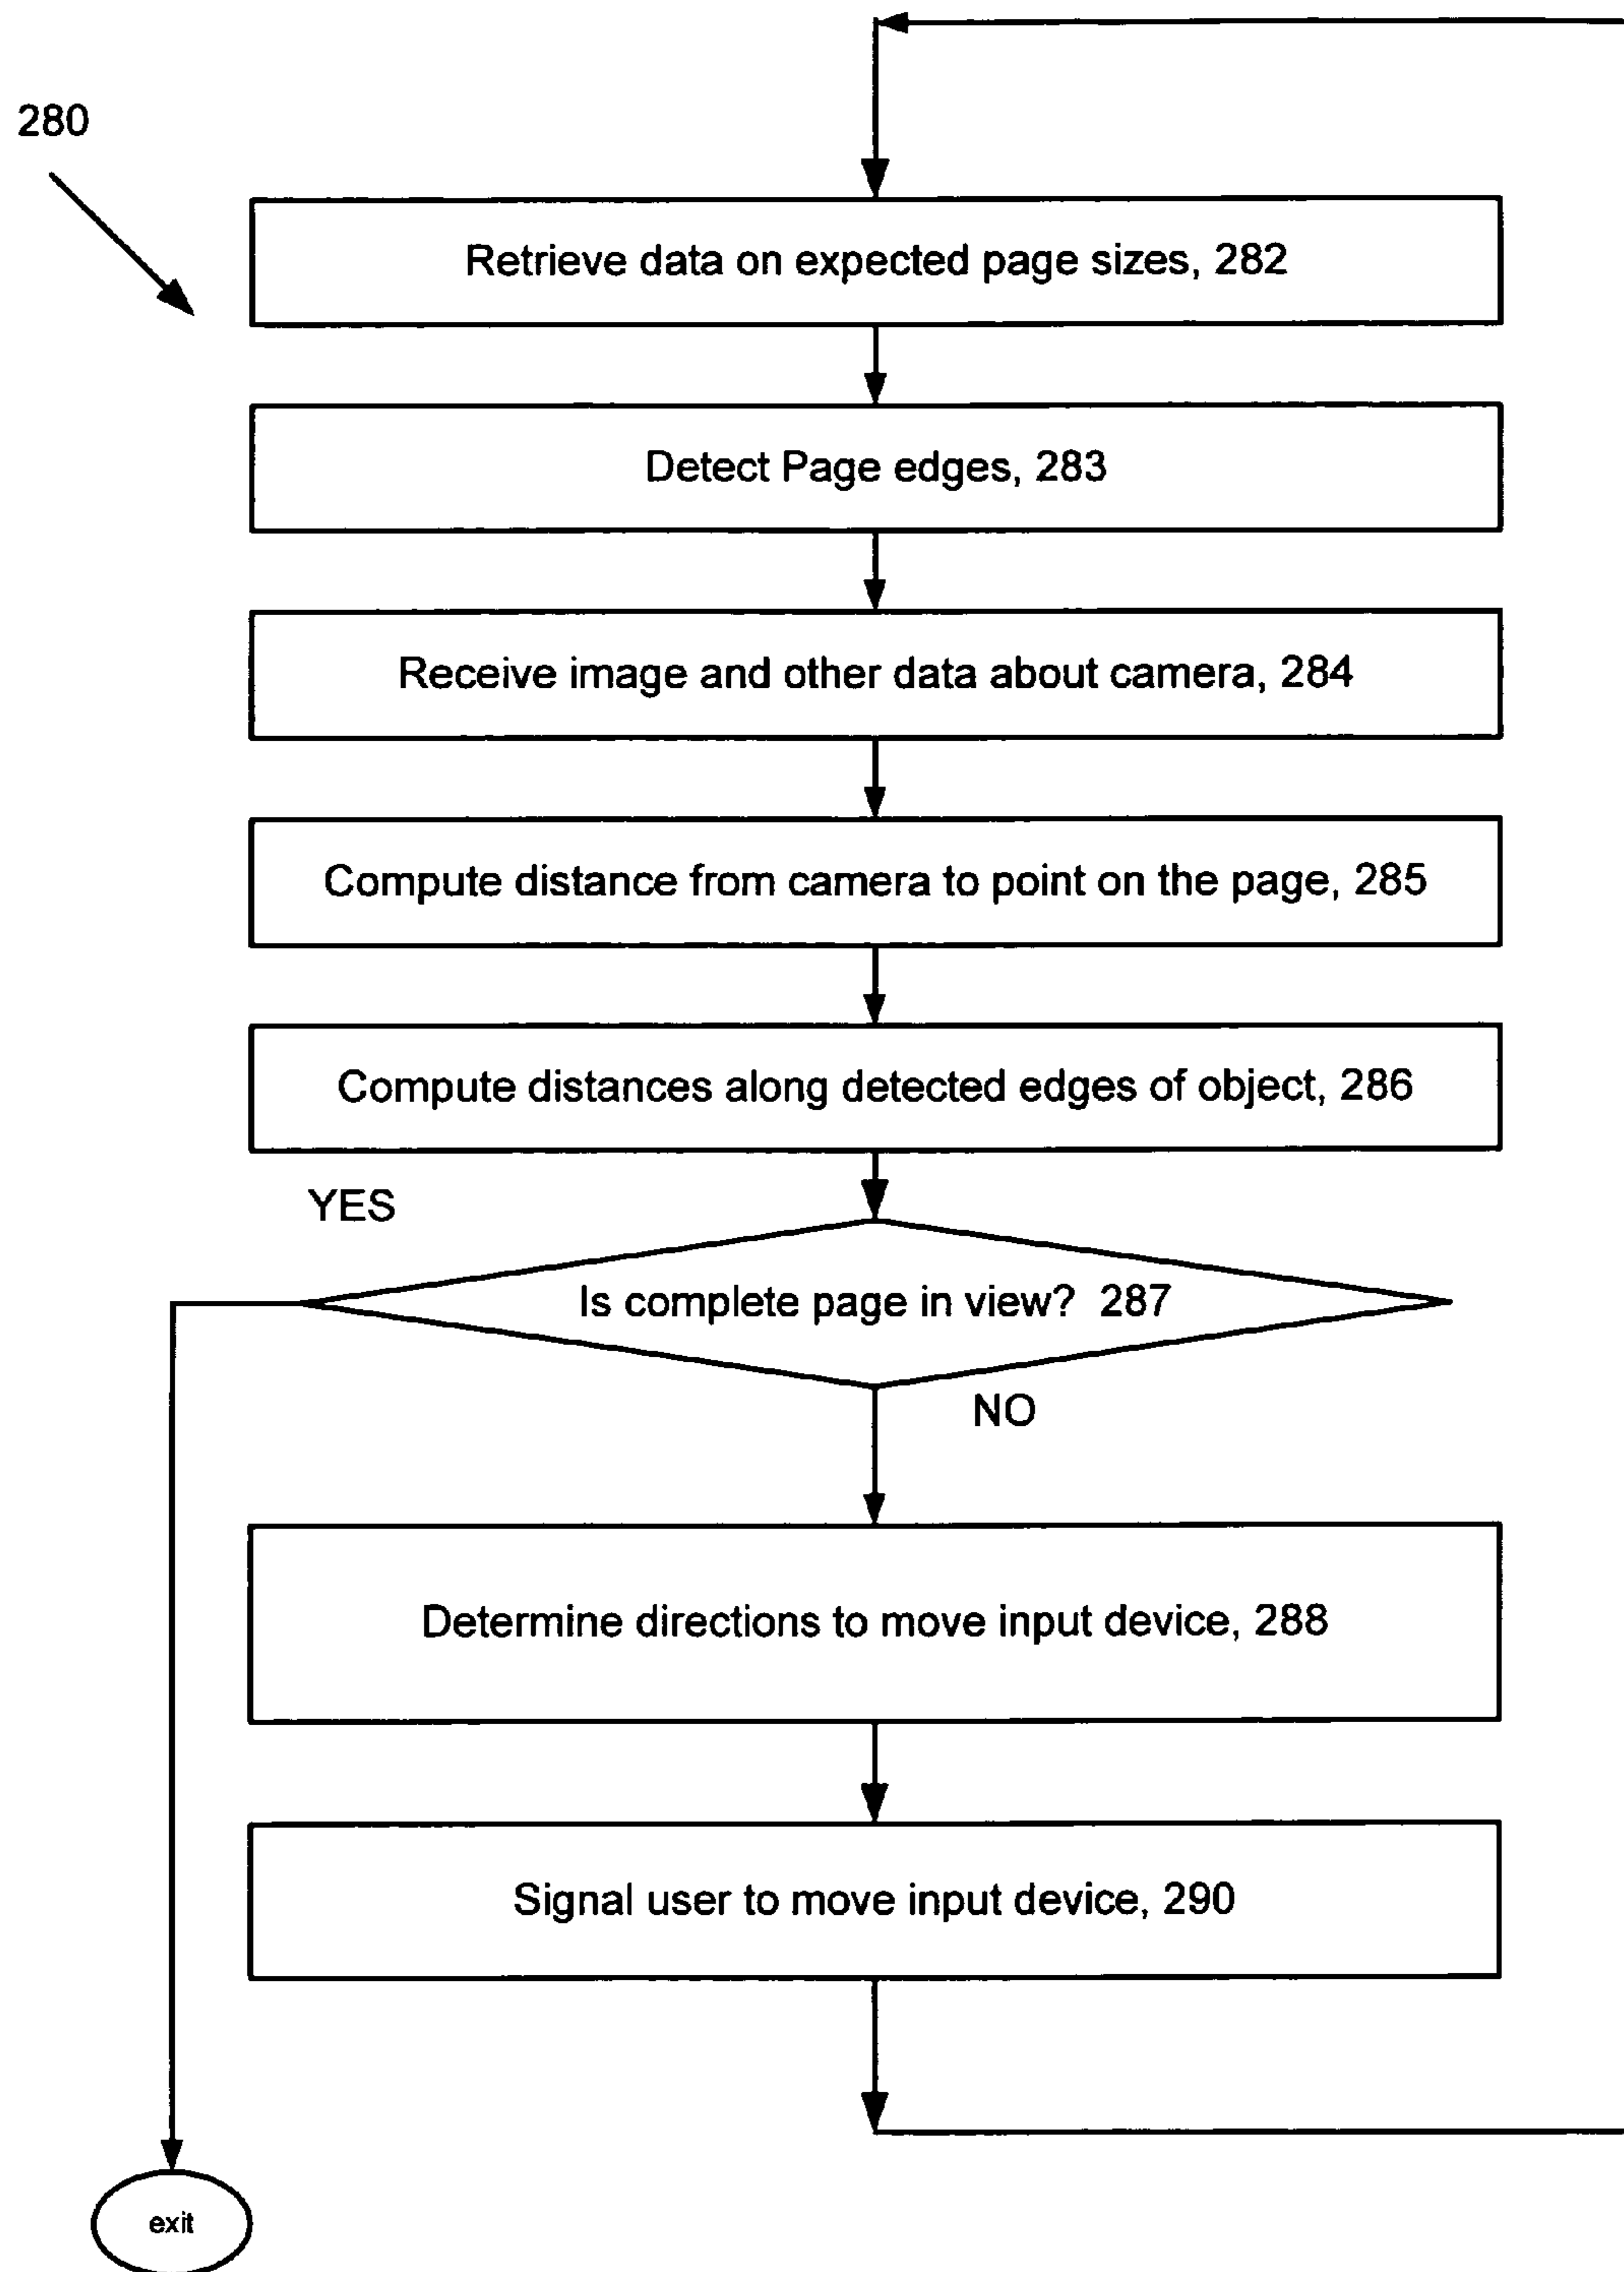 280
Retrieve data on expected page sizes, 282
Detect Page edges, 283
Receive image and other data about camera, 284
Compute distance from camera to point on the page, 285
Compute distances along detected edges of object, 286
YES
Is complete page in view? 287
NO
Determine directions to move input device, 288
Signal user to move input device, 290
exit